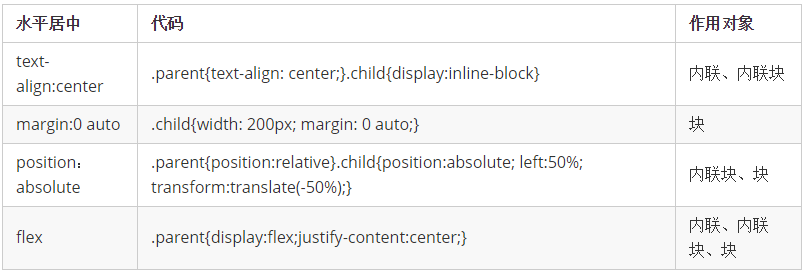 水平居中 代码 作用对象
text-
align:center .parent{text-align: center;}.child{display:inline-block} 内联、内联块
margin:0 auto .child{width: 200px; margin: 0 auto;} 块
position：
absolute
.parent{position:relative}.child{position:absolute; left:50%;
transform:translate(-50%);}
内联块、块
flex .parent{display:flex;justify-content:center;}
内联、内联
块、块